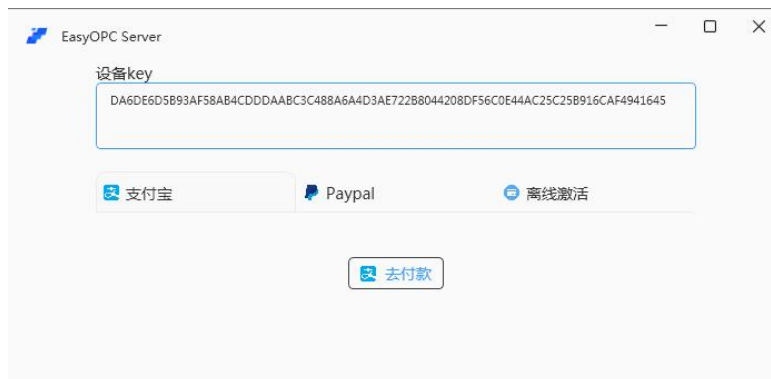 EasyOPC Server
设备key
DA6DE6D5B93AF58AB4CDDDAABC3C488A6A4D3AE722B8044208DF56C0E44AC25C25B916CAF4941645
支付宝
Paypal
离线激活
去付款